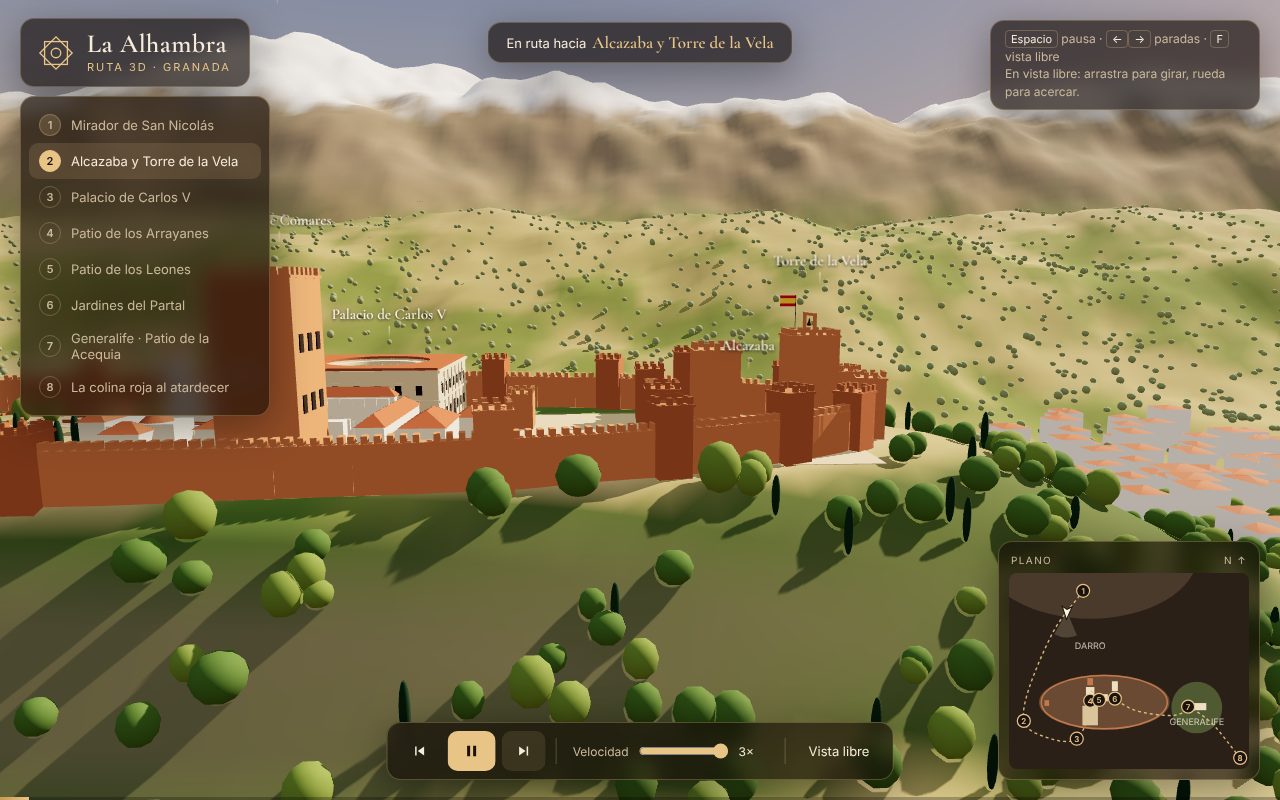 La Alhambra
RUTA 3D · GRANADA
En ruta hacia Alcazaba y Torre de la Vela
Espacio pausa · ← → paradas · F
vista libre
En vista libre: arrastra para girar, rueda
para acercar.
1 Mirador de San Nicolás
2 Alcazaba y Torre de la Vela
3 Palacio de Carlos V
4 Patio de los Arrayanes
5 Patio de los Leones
6 Jardines del Partal
7 Generalife · Patio de la
Acequia
8 La colina roja al atardecer
Comares
Torre de la Vela
Palacio de Carlos V
Alcazaba
PLANO N ↑
1
DARRO
4 5 6
7
GENERALIFE
2
3
8
Velocidad 3× Vista libre